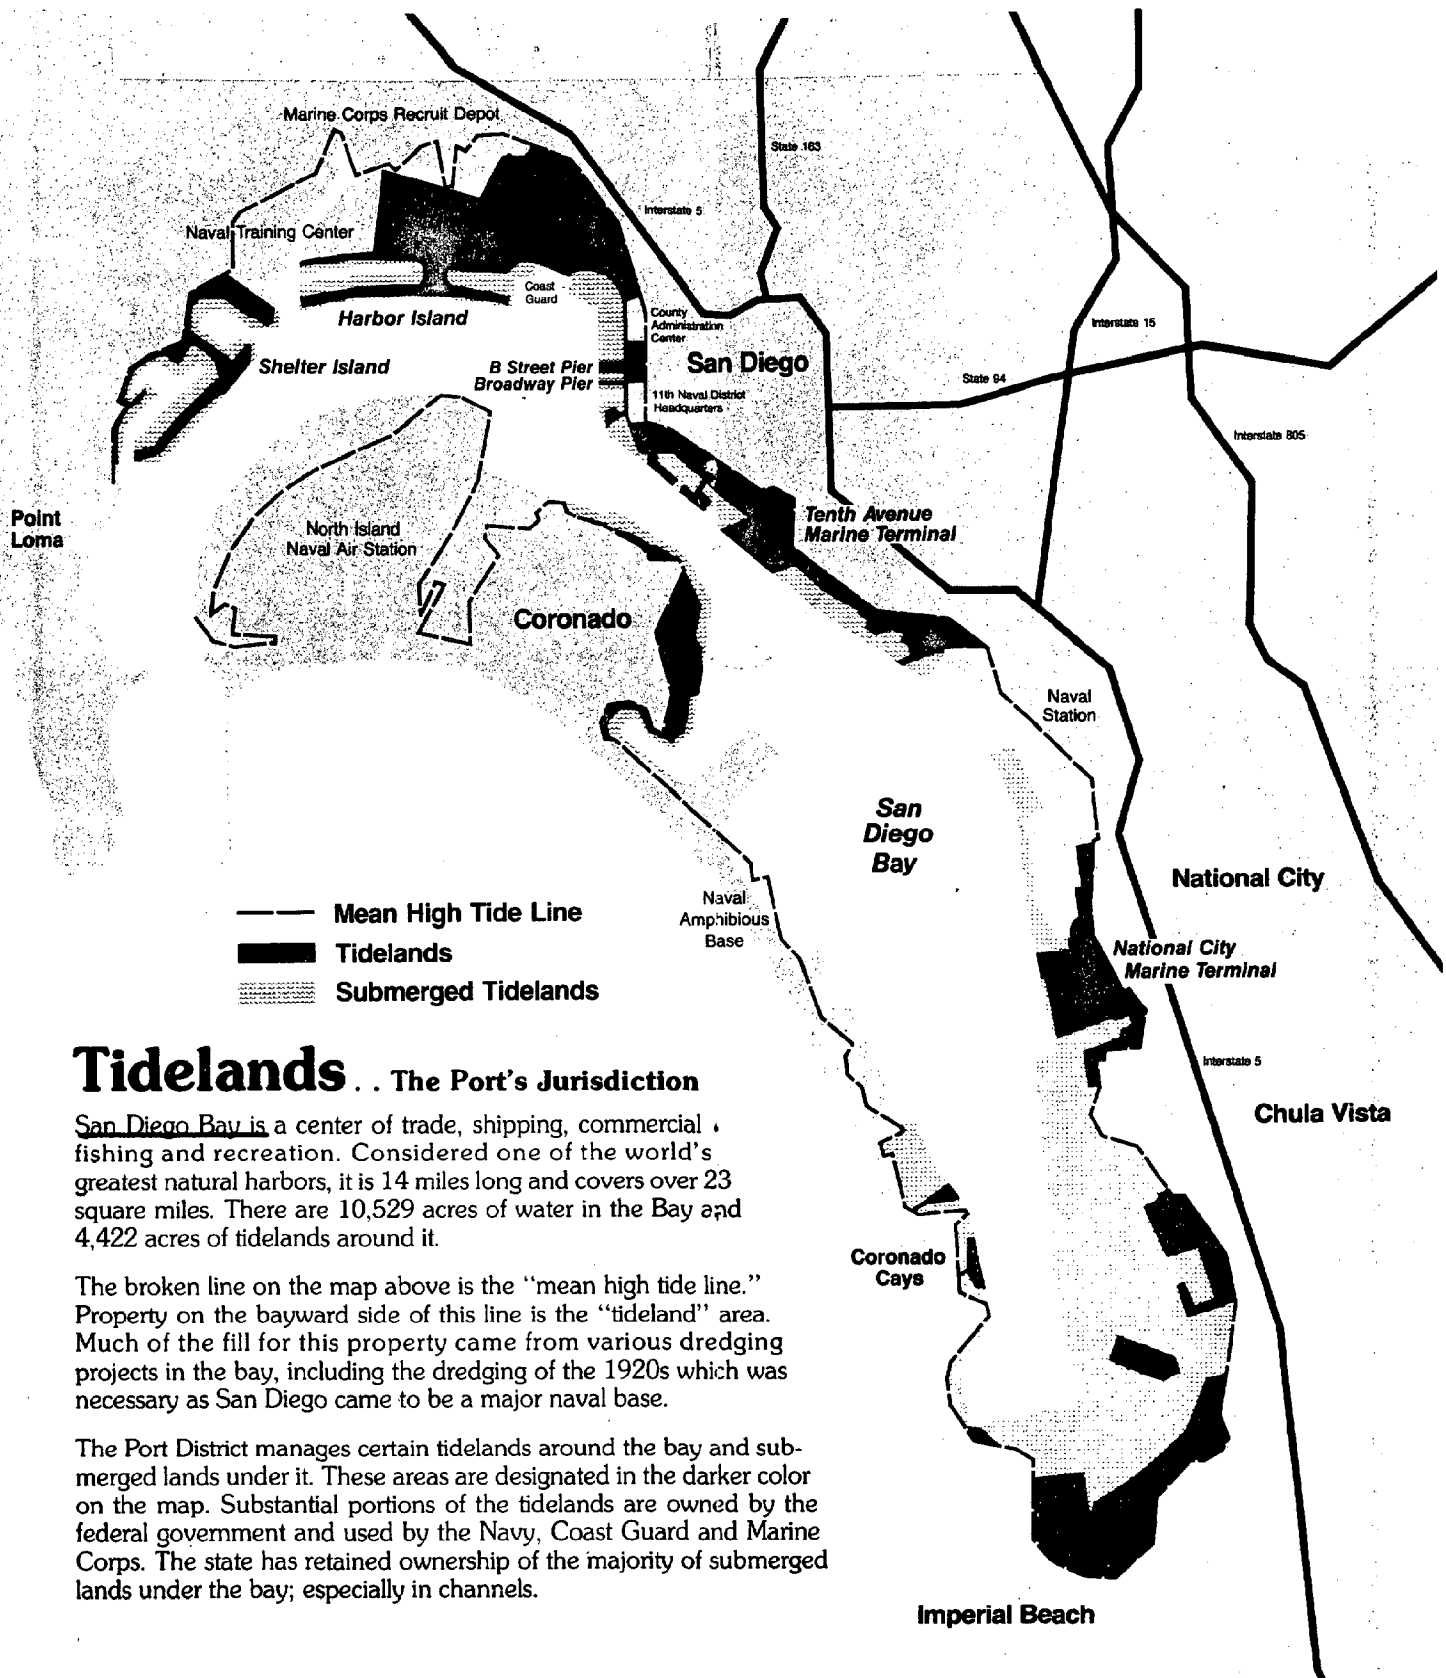 Marine Corps Recruit Depot
State 163
Interstate 5
Naval Training Center
Coast
Guard
Harbor Island
County
Administration
Center
Shelter Island
B Street Pier
Broadway Pier
San Diego
11th Naval District
Headquarters
Interstate 15
State 94
Interstate 805
Point
Loma
North Island
Naval Air Station
Tenth Avenue
Marine Terminal
Coronado
Naval
Station
San
Diego
Bay
National City
Naval
Amphibious
Base
National City
Marine Terminal
Mean High Tide Line
Tidelands
Submerged Tidelands
Interstate 5
Chula Vista
Coronado
Cays
Imperial Beach
Tidelands . . The Port's Jurisdiction
San Diego Bay is a center of trade, shipping, commercial
fishing and recreation. Considered one of the world's
greatest natural harbors, it is 14 miles long and covers over 23
square miles. There are 10,529 acres of water in the Bay and
4,422 acres of tidelands around it.
The broken line on the map above is the "mean high tide line."
Property on the bayward side of this line is the "tideland" area.
Much of the fill for this property came from various dredging
projects in the bay, including the dredging of the 1920s which was
necessary as San Diego came to be a major naval base.
The Port District manages certain tidelands around the bay and sub-
merged lands under it. These areas are designated in the darker color
on the map. Substantial portions of the tidelands are owned by the
federal government and used by the Navy, Coast Guard and Marine
Corps. The state has retained ownership of the majority of submerged
lands under the bay; especially in channels.